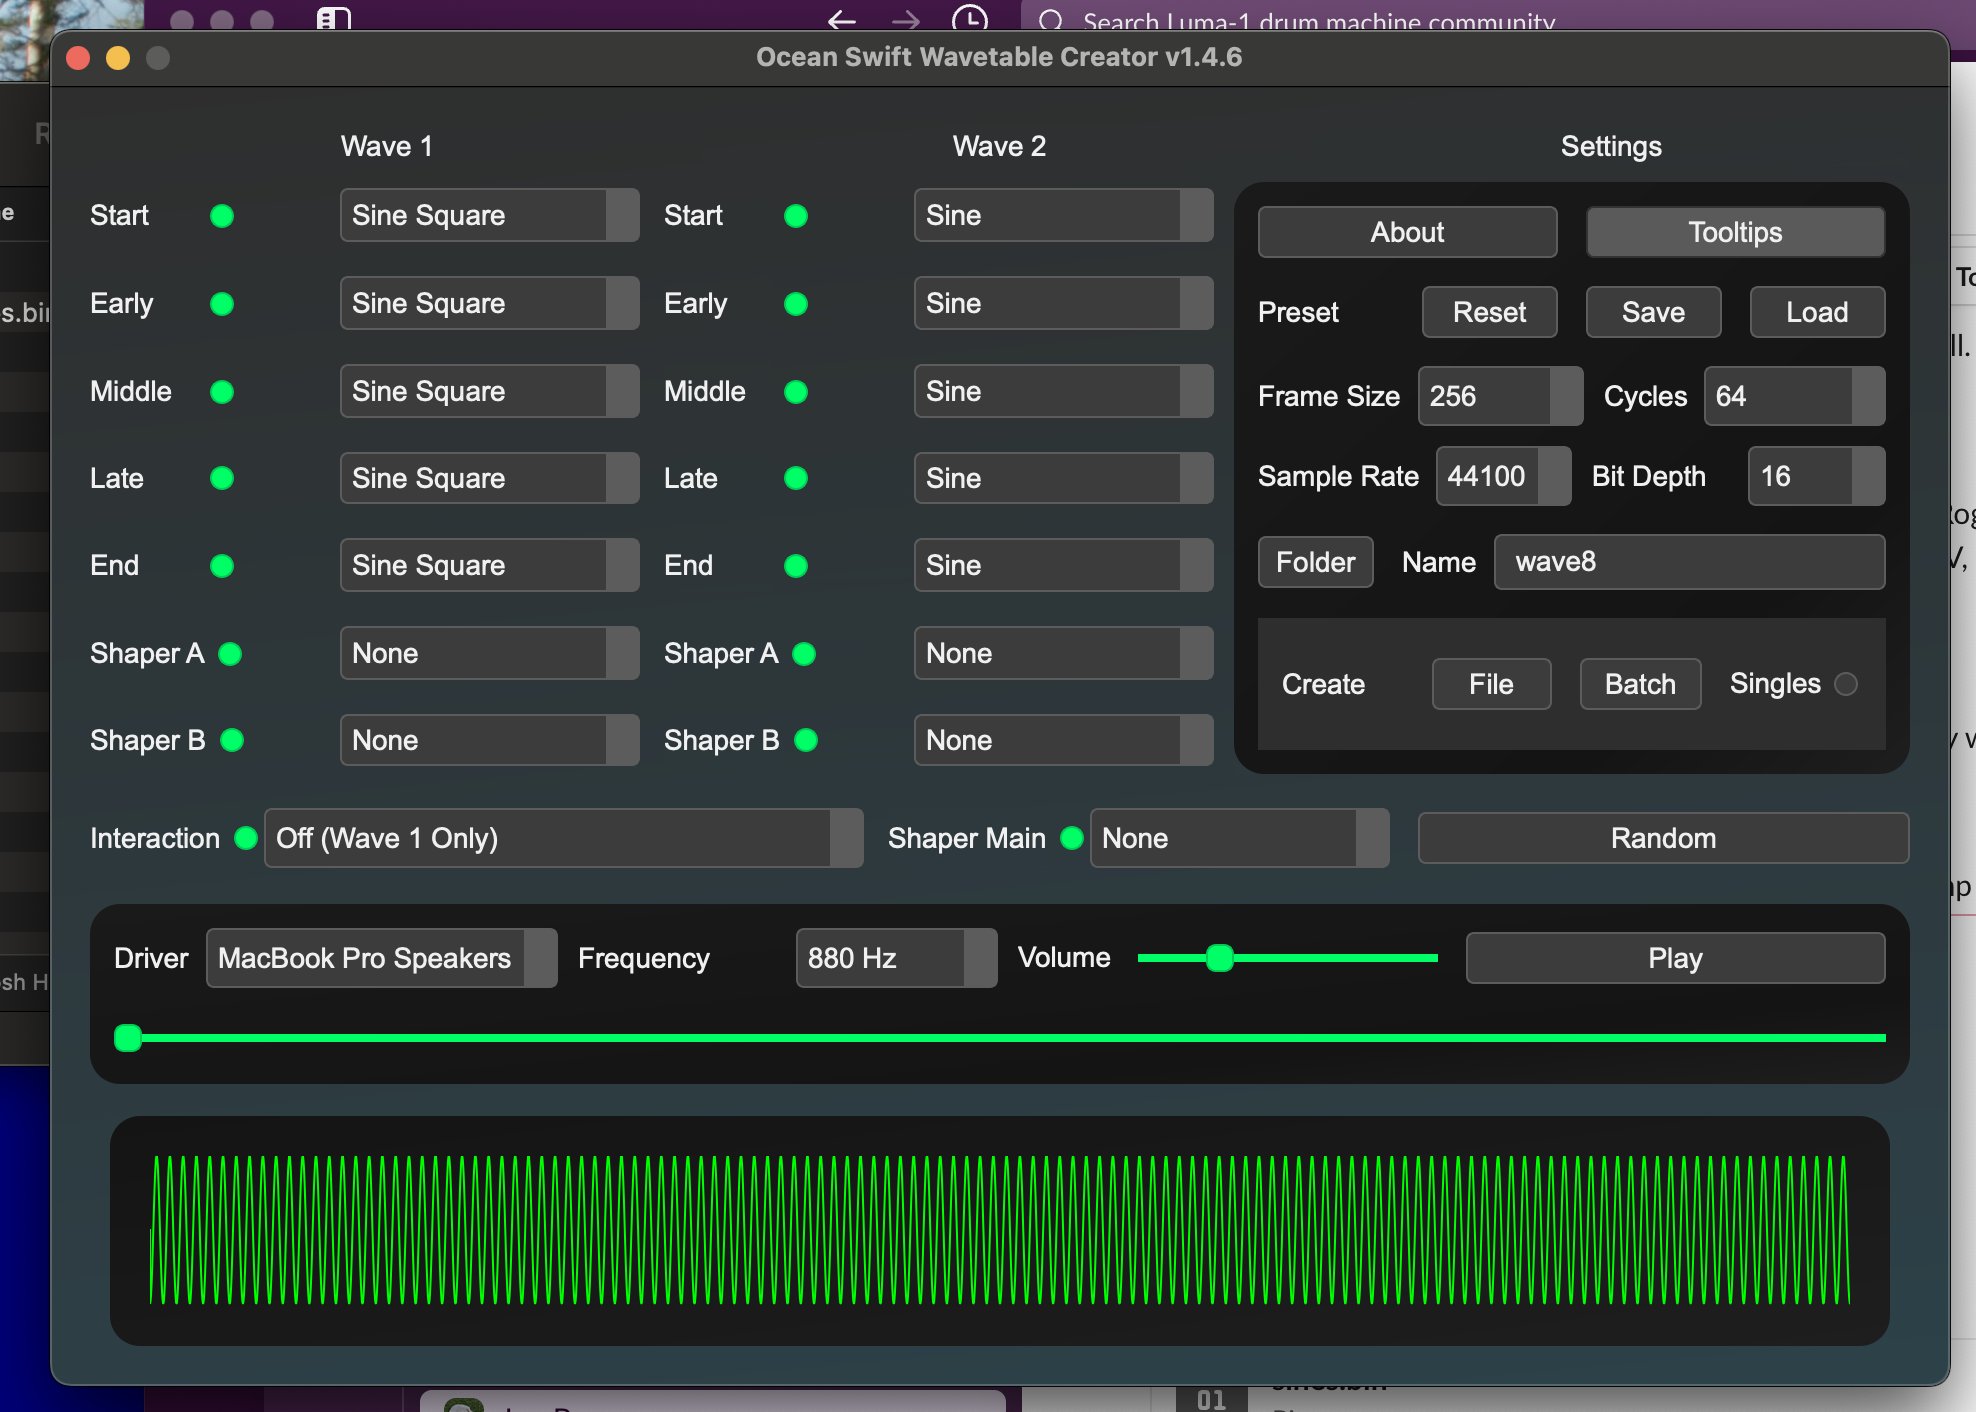 Search Luma-1 drum machine community
Ocean Swift Wavetable Creator v1.4.6
Wave 1
Wave 2
Settings
Start
Sine Square
Start
Sine
About
Tooltips
Early
Sine Square
Early
Sine
Preset
Reset
Save
Load
Middle
Sine Square
Middle
Sine
Frame Size
256
Cycles
64
Late
Sine Square
Late
Sine
Sample Rate
44100
Bit Depth
16
End
Sine Square
End
Sine
Folder
Name
wave8
Shaper A
None
Shaper A
None
Create
File
Batch
Singles
Shaper B
None
Shaper B
None
Interaction
Off (Wave 1 Only)
Shaper Main
None
Random
Driver
MacBook Pro Speakers
Frequency
880 Hz
Volume
Play
01